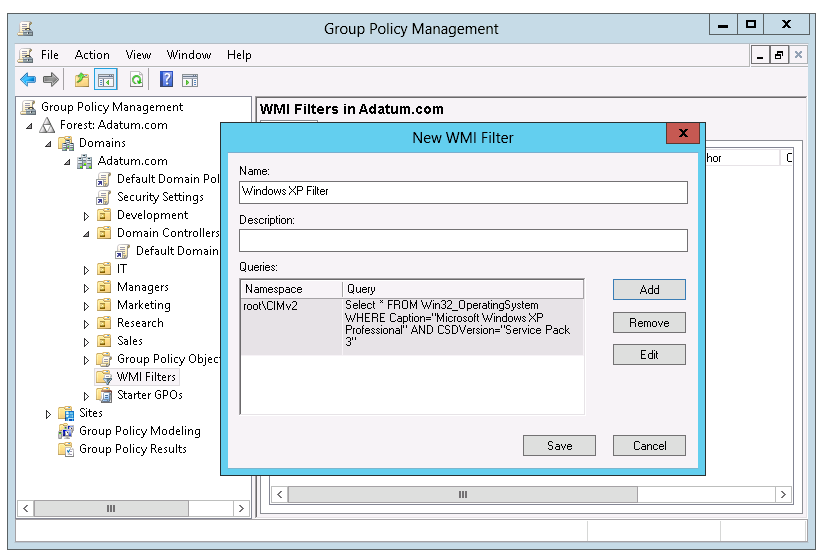 Group Policy Management
File Action View Window Help
Group Policy Management
Forest: Adatum.com
Domains
Adatum.com
Default Domain Pol
Security Settings
Development
Domain Controllers
Default Domain
IT
Managers
Marketing
Research
Sales
Group Policy Objec
WMI Filters
Starter GPOs
Sites
Group Policy Modeling
Group Policy Results
WMI Filters in Adatum.com
hor
New WMI Filter
Name:
Windows XP Filter
Description:
Queries:
Namespace Query
root\CIMv2 Select * FROM Win32_OperatingSystem
WHERE Caption="Microsoft Windows XP
Professional" AND CSDVersion="Service Pack
3"
Add
Remove
Edit
Save Cancel